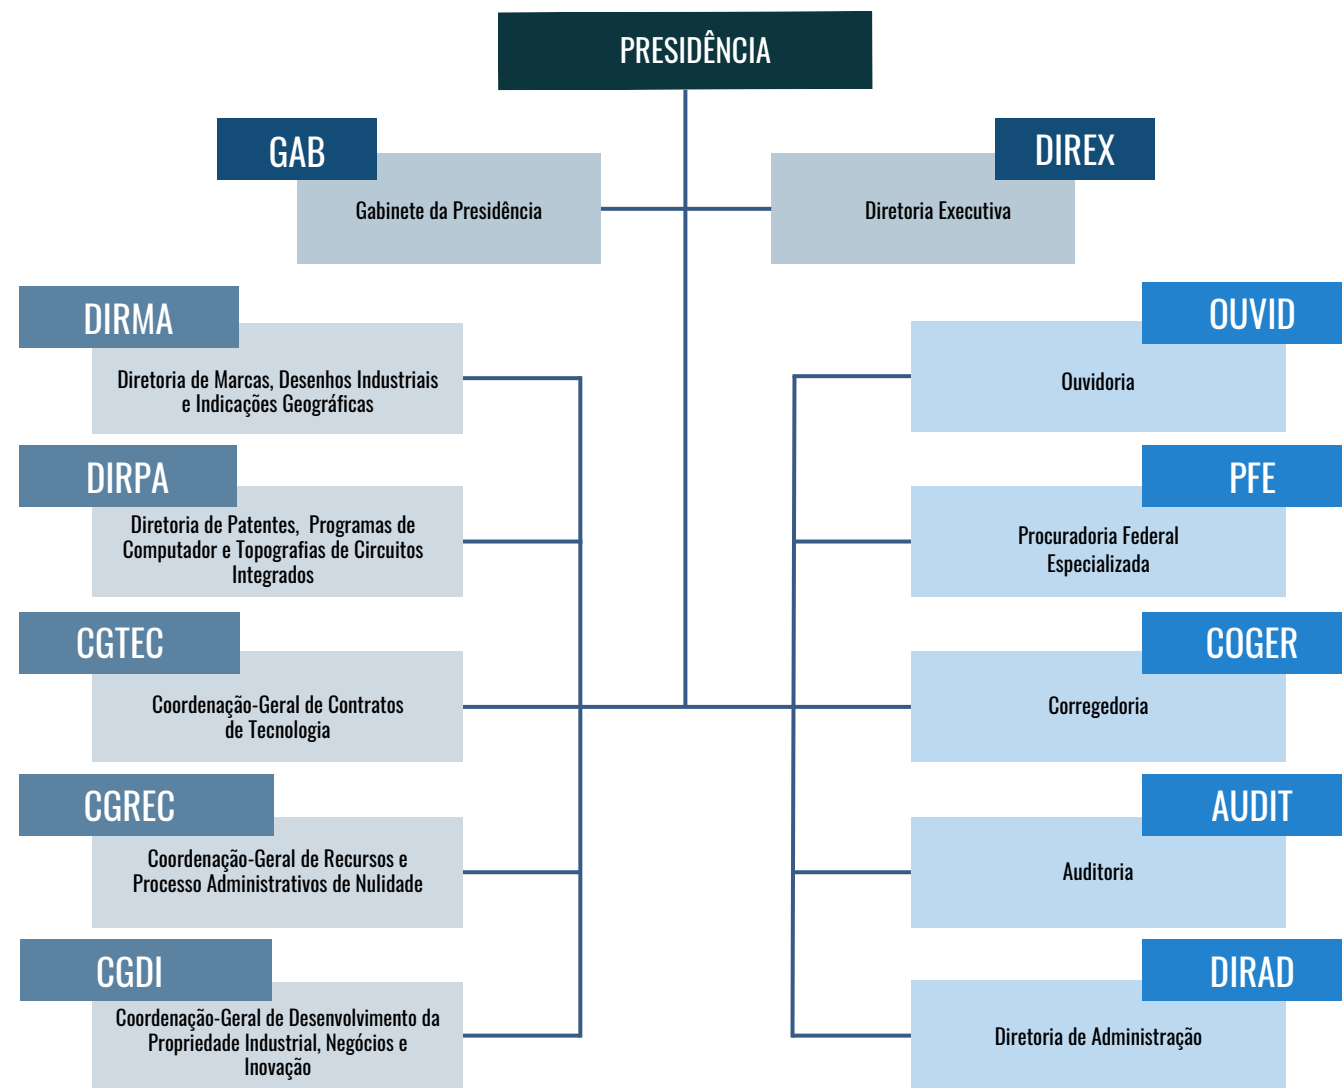 PRESIDÊNCIA
GAB
Gabinete da Presidência
DIREX
Diretoria Executiva
DIRMA
Diretoria de Marcas, Desenhos Industriais
e Indicações Geográficas
DIRPA
Diretoria de Patentes, Programas de
Computador e Topografias de Circuitos
Integrados
CGTEC
Coordenação-Geral de Contratos
de Tecnologia
CGREC
Coordenação-Geral de Recursos e
Processo Administrativos de Nulidade
CGDI
Coordenação-Geral de Desenvolvimento da
Propriedade Industrial, Negócios e
Inovação
OUVID
Ouvidoria
PFE
Procuradoria Federal
Especializada
COGER
Corregedoria
AUDIT
Auditoria
DIRAD
Diretoria de Administração